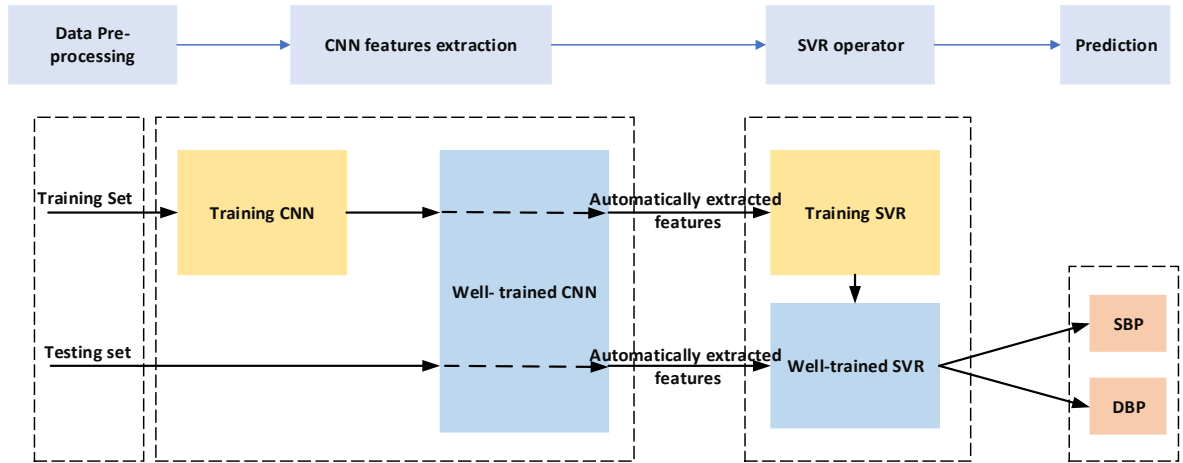 Data Pre-
processing
CNN features extraction
SVR operator
Prediction
Training Set
Training CNN
Automatically extracted
features
Training SVR
Well- trained CNN
Testing set
Automatically extracted
features
Well-trained SVR
SBP
DBP